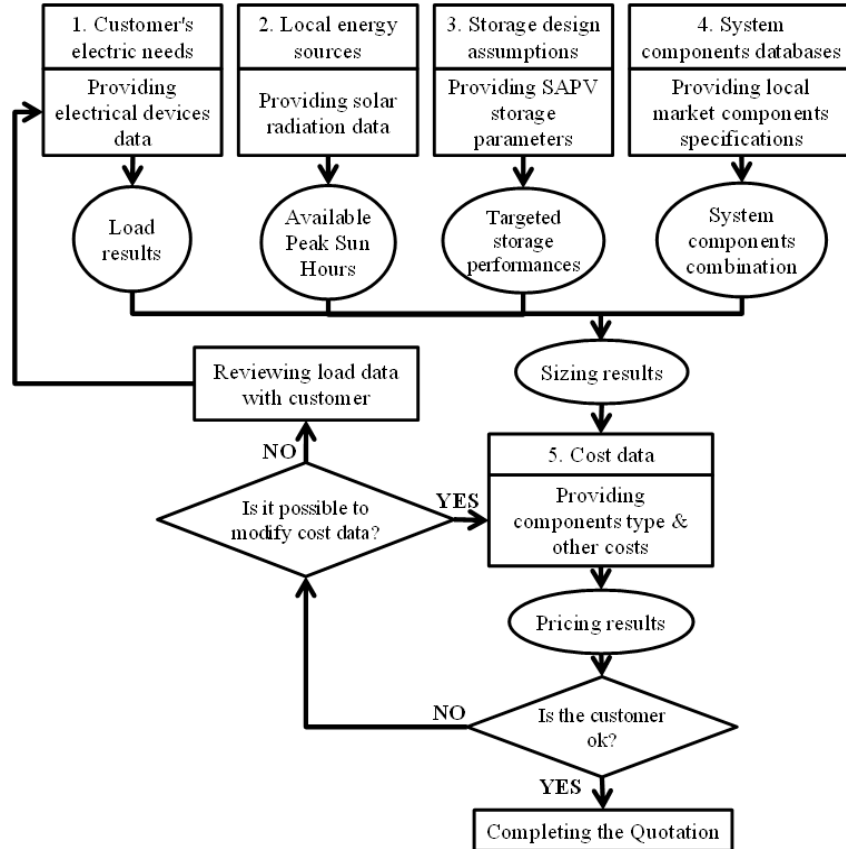 1. Customer's
electric needs
Providing
electrical devices
data
2. Local energy
sources
Providing solar
radiation data
3. Storage design
assumptions
Providing SAPV
storage
parameters
4. System
components databases
Providing local
market components
specifications
Load
results
Available
Peak Sun
Hours
Targeted
storage
performances
System
components
combination
Sizing results
Reviewing load data
with customer
NO
Is it possible to
modify cost data?
YES
5. Cost data
Providing
components type &
other costs
Pricing results
NO
Is the customer
ok?
YES
Completing the Quotation